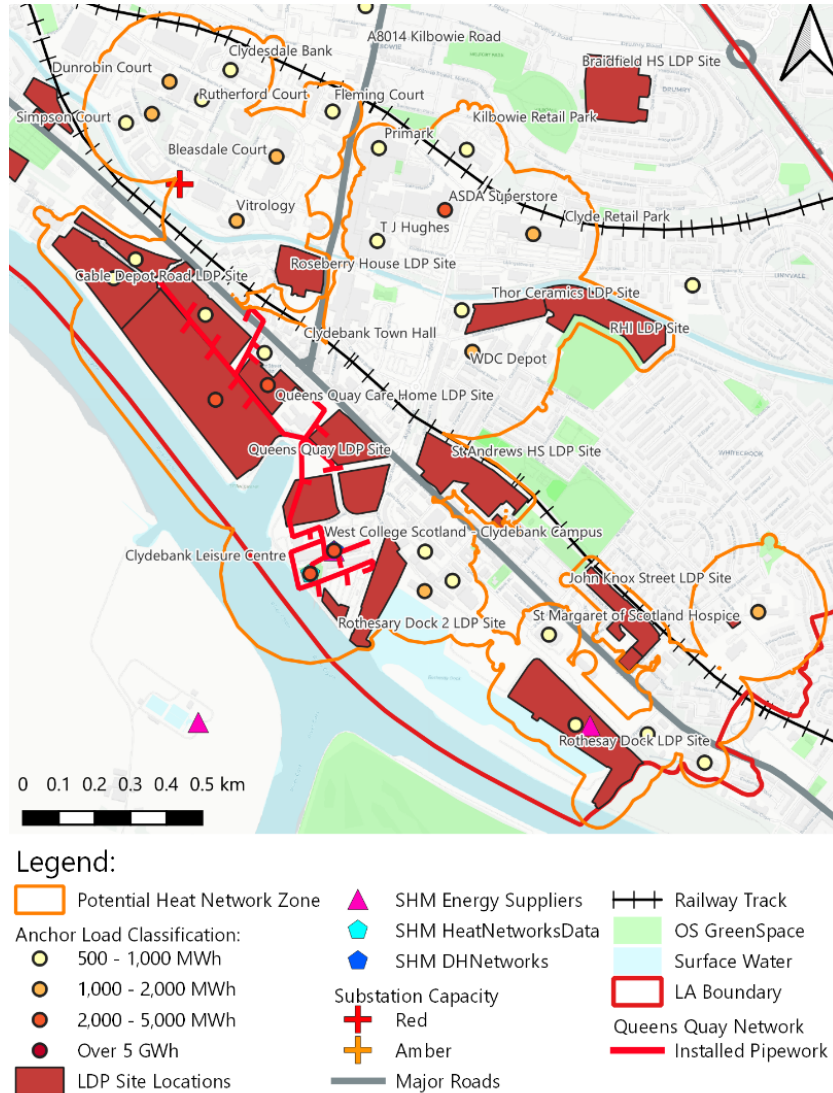 Clydesdale Bank
A8014 Kilbowie Road
Dunrobin Court
Braidfield HS LDP Site
Rutherford Court
Fleming Court
Simpson Court
Kilbowie Retail Park
Primark
Bleasdale Court
ASDA Superstore
Vitrology
T J Hughes
Clyde Retail Park
Roseberry House LDP Site
Cable Depot Road LDP Site
Thor Ceramics LDP Site
RHI LDP Site
Clydebank Town Hall
WDC Depot
Queens Quay Care Home LDP Site
Queens Quay LDP Site
St Andrews HS LDP Site
West College Scotland - Clydebank Campus
Clydebank Leisure Centre
John Knox Street LDP Site
St Margaret of Scotland Hospice
Rothesary Dock 2 LDP Site
Rothesay Dock LDP Site
0 0.1 0.2 0.3 0.4 0.5 km
Legend:
Potential Heat Network Zone
Anchor Load Classification:
500 - 1,000 MWh
1,000 - 2,000 MWh
2,000 - 5,000 MWh
Over 5 GWh
LDP Site Locations
SHM Energy Suppliers
SHM HeatNetworksData
SHM DHNetworks
Substation Capacity
Red
Amber
Major Roads
Railway Track
OS GreenSpace
Surface Water
LA Boundary
Queens Quay Network
Installed Pipework